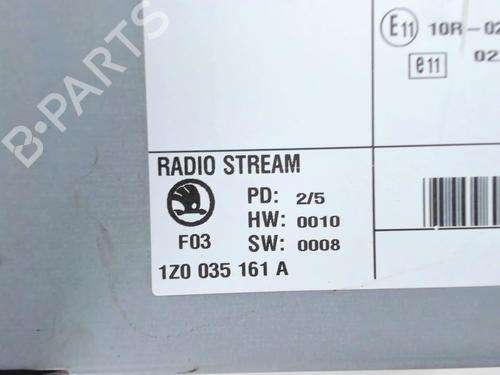 B-PARTS
E11 10R-02
e11 02
RADIO STREAM
PD: 2/5
HW: 0010
F03 SW: 0008
1Z0 035 161 A